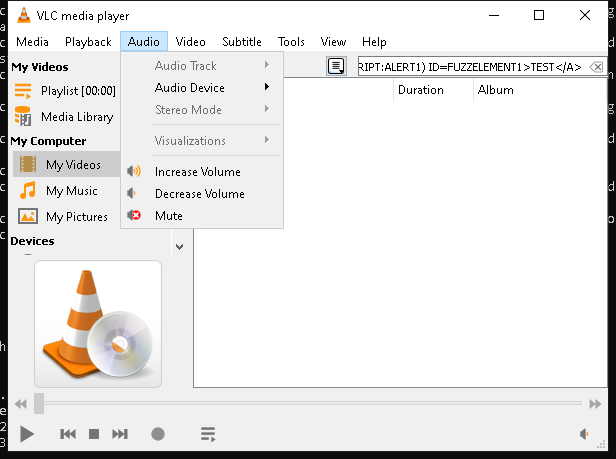 VLC media player
Media Playback Audio Video Subtitle Tools View Help
My Videos
Playlist [00:00]
Media Library
My Computer
My Videos
My Music
My Pictures
Devices
Audio Track
Audio Device
Stereo Mode
Visualizations
Increase Volume
Decrease Volume
Mute
RIPT:ALERT1) ID=FUZZELEMENT1>TEST</A>
Duration Album